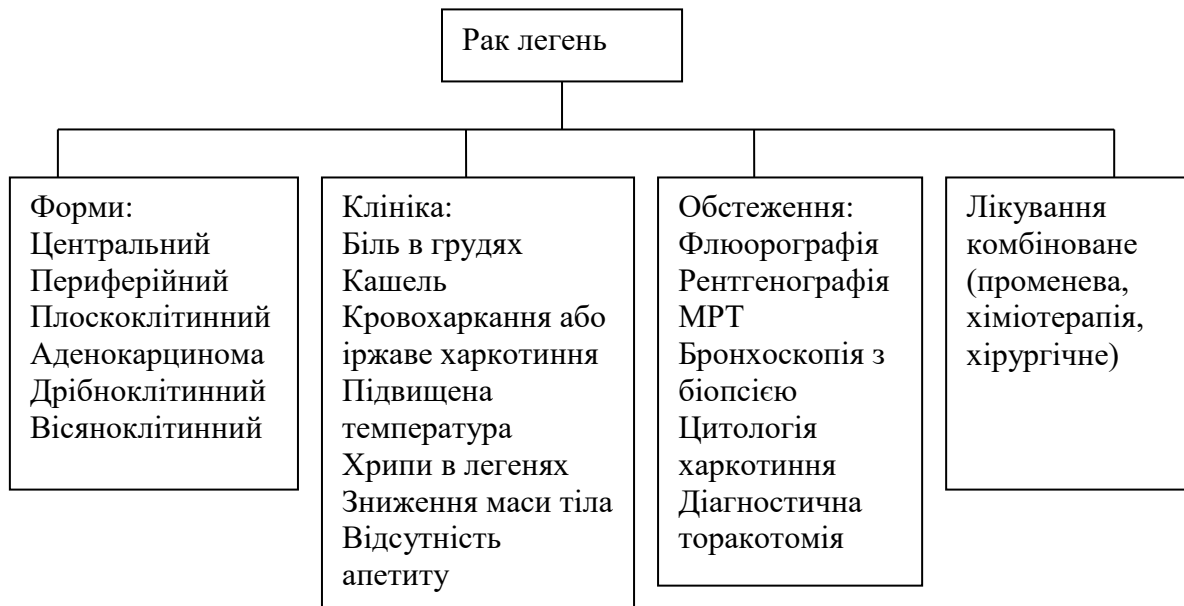 Рак легень
Форми:
Центральний
Периферійний
Плоскоклітинний
Аденокарцинома
Дрібноклітинний
Вісяноклітинний
Клініка:
Біль в грудях
Кашель
Кровохаркання або
іржаве харкотиння
Підвищена
температура
Хрипи в легенях
Зниження маси тіла
Відсутність
апетиту
Обстеження:
Флюорографія
Рентгенографія
МРТ
Бронхоскопія з
біопсією
Цитологія
харкотиння
Діагностична
торакотомія
Лікування
комбіноване
(променева,
хіміотерапія,
хірургічне)